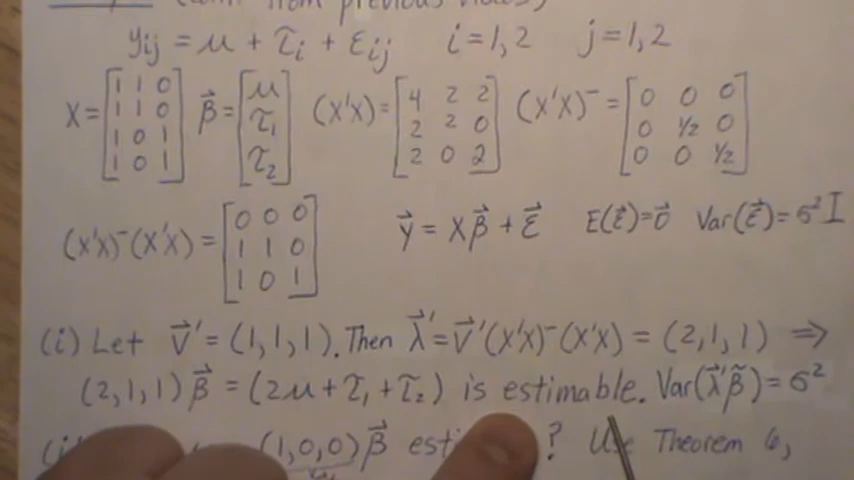 from previous
yij = μ + τi + εij i=1,2 j=1,2
X = [1 1 0; 1 1 0; 1 0 1; 1 0 1] β⃗ = [μ; τ1; τ2] (X'X) = [4 2 2; 2 2 0; 2 0 2] (X'X)⁻ = [0 0 0; 0 ½ 0; 0 0 ½]
(X'X)⁻(X'X) = [0 0 0; 1 1 0; 1 0 1] y⃗ = Xβ⃗ + ε⃗ E(ε⃗)=0⃗ Var(ε⃗)=σ²I
(i) Let v⃗' = (1,1,1). Then λ⃗' = v⃗'(X'X)⁻(X'X) = (2,1,1) ⇒
(2,1,1)β⃗ = (2μ+τ1+τ2) is estimable. Var(λ⃗'β̃) = σ²
(1,0,0)β⃗ ? Use Theorem 6,